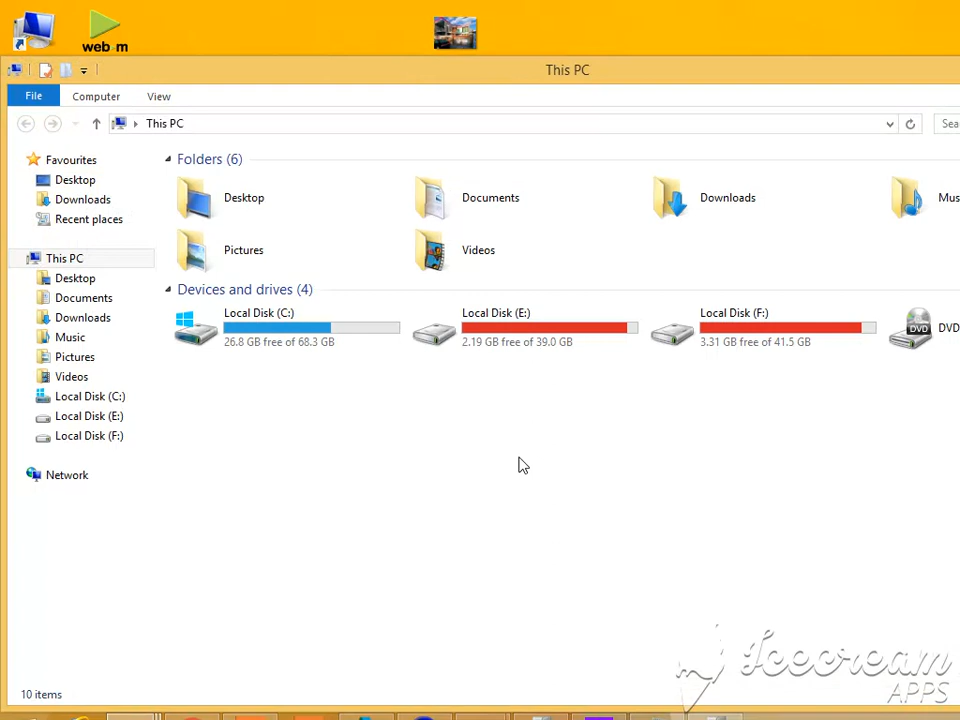 web m
This PC
File
Computer
View
This PC
Sea
Favourites
Desktop
Downloads
Recent places
This PC
Desktop
Documents
Downloads
Music
Pictures
Videos
Local Disk (C:)
Local Disk (E:)
Local Disk (F:)
Network
Folders (6)
Desktop
Documents
Downloads
Mus
Pictures
Videos
Devices and drives (4)
Local Disk (C:)
26.8 GB free of 68.3 GB
Local Disk (E:)
2.19 GB free of 39.0 GB
Local Disk (F:)
3.31 GB free of 41.5 GB
DVD
DVD
10 items
Icecream
APPS